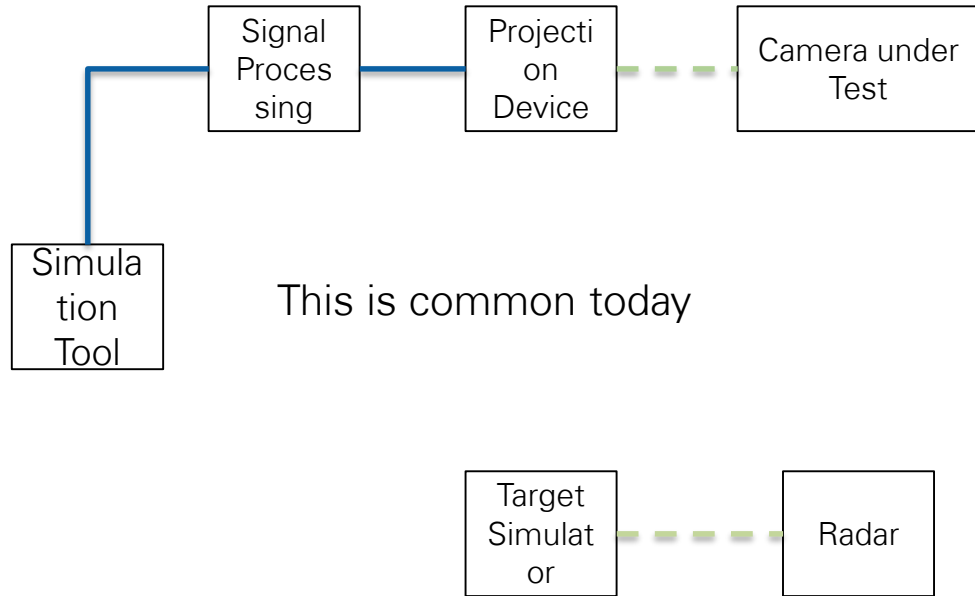 Signal
Proces
sing
Projecti
on
Device
Camera under
Test
Simula
tion
Tool
This is common today
Target
Simulat
or
Radar